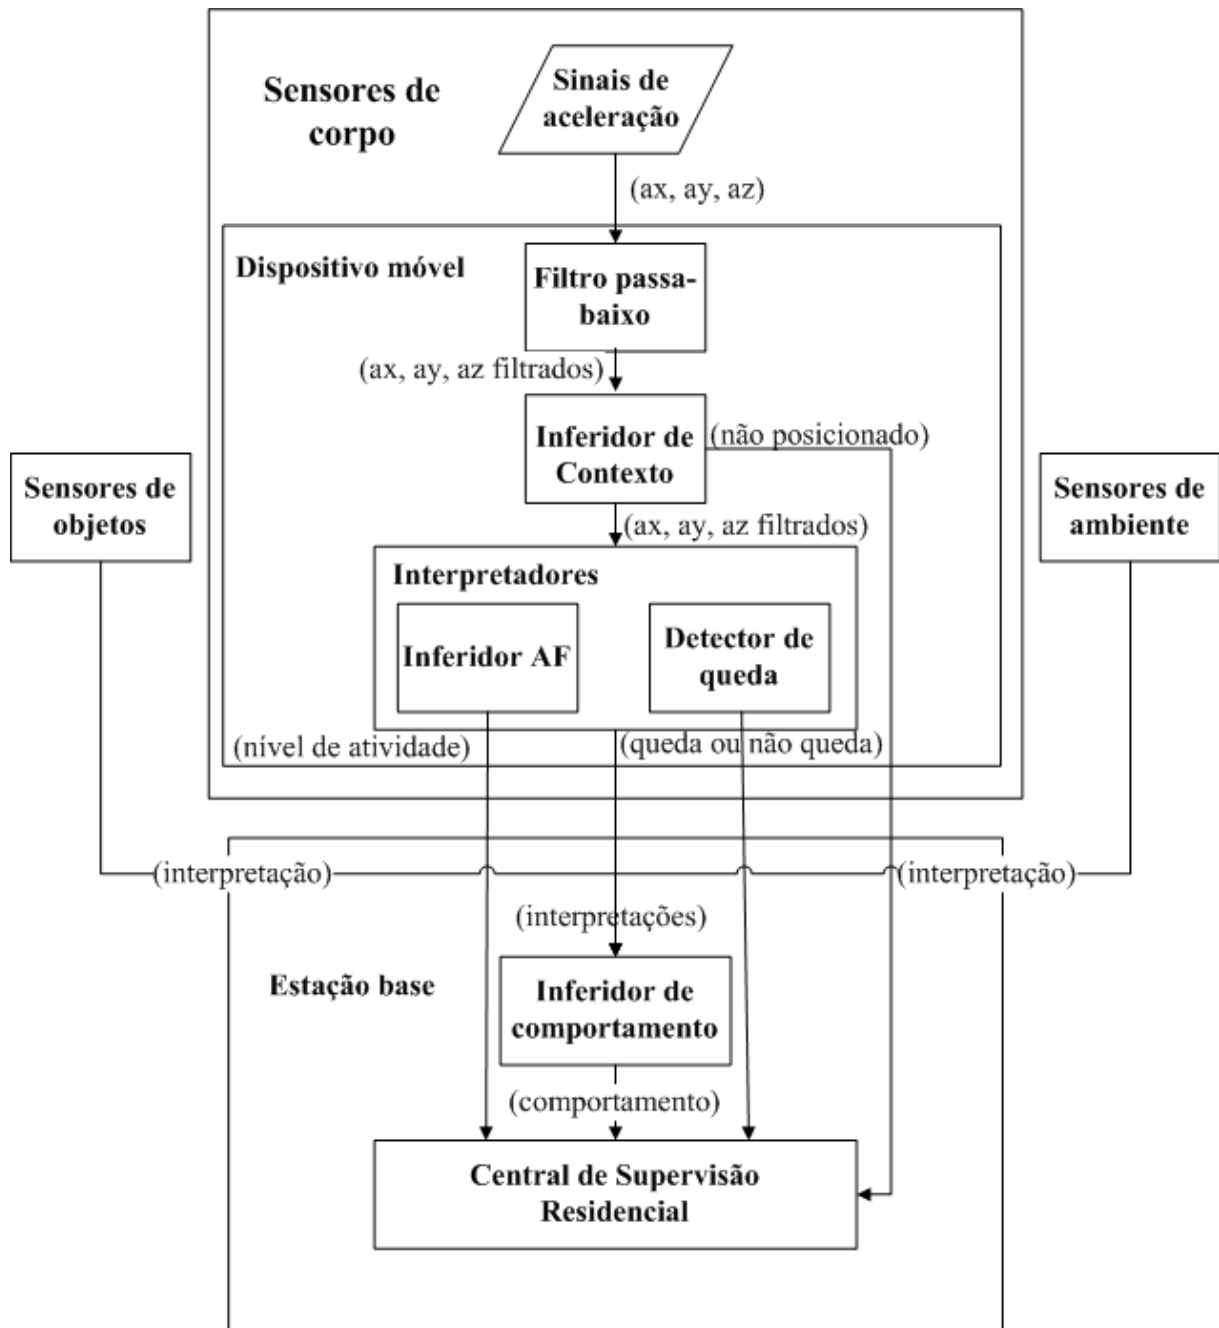 Sensores de
corpo
Sinais de
aceleração
(ax, ay, az)
Dispositivo móvel
Filtro passa-
baixo
(ax, ay, az filtrados)
Inferidor de
Contexto
(não posicionado)
Sensores de
objetos
Sensores de
ambiente
(ax, ay, az filtrados)
Interpretadores
Inferidor AF
Detector de
queda
(nível de atividade)
(queda ou não queda)
(interpretação)
(interpretação)
(interpretações)
Estação base
Inferidor de
comportamento
(comportamento)
Central de Supervisão
Residencial